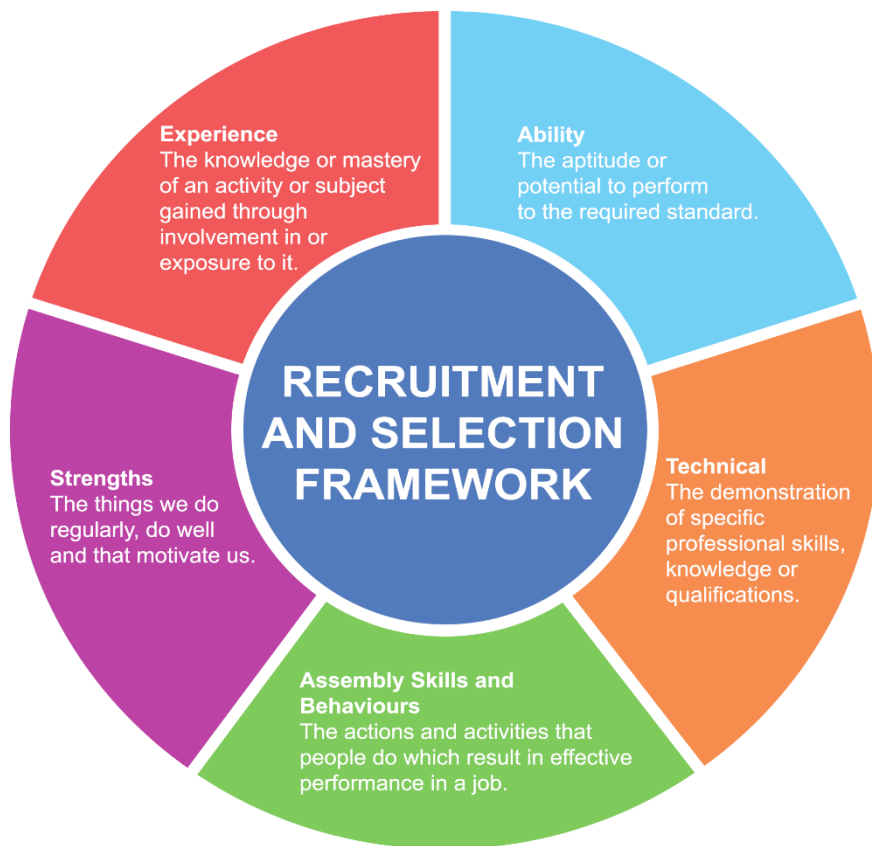 Experience
The knowledge or mastery
of an activity or subject
gained through
involvement in or
exposure to it.
Ability
The aptitude or
potential to perform
to the required standard.
RECRUITMENT
AND SELECTION
FRAMEWORK
Strengths
The things we do
regularly, do well
and that motivate us.
Technical
The demonstration
of specific
professional skills,
knowledge or
qualifications.
Assembly Skills and
Behaviours
The actions and activities that
people do which result in effective
performance in a job.